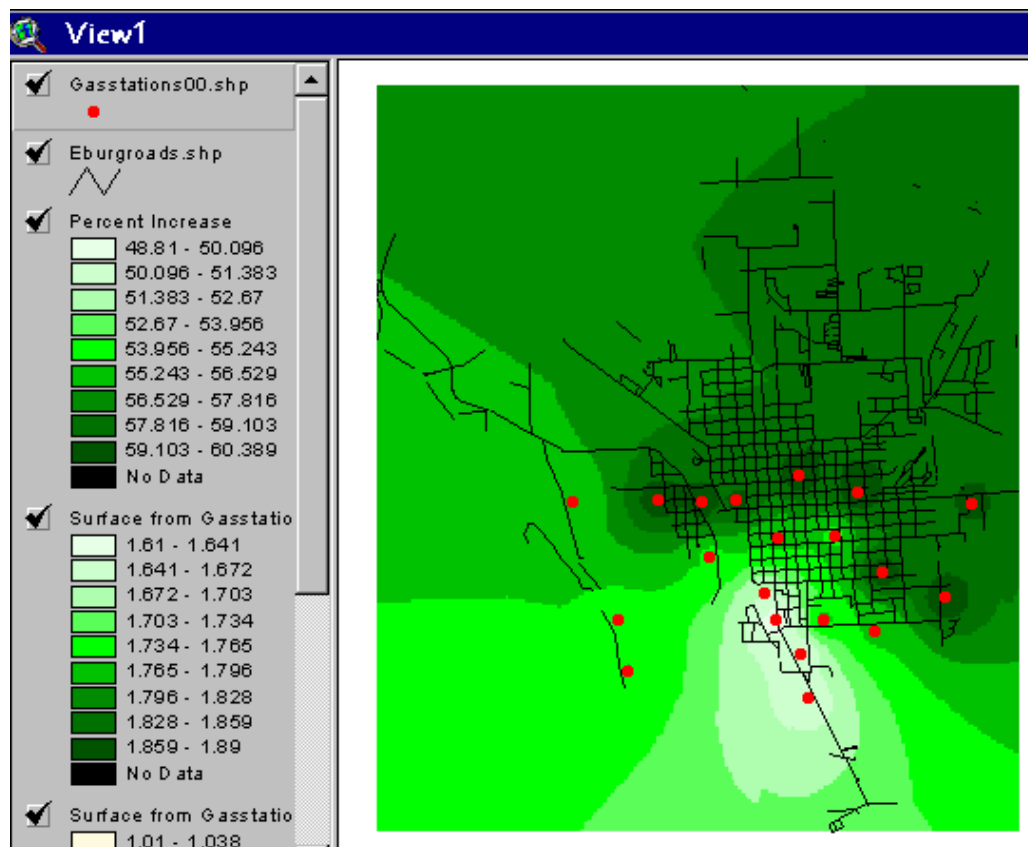 View1
Gasstations00.shp
Eburgroads.shp
Percent Increase
48.81 - 50.096
50.096 - 51.383
51.383 - 52.67
52.67 - 53.956
53.956 - 55.243
55.243 - 56.529
56.529 - 57.816
57.816 - 59.103
59.103 - 60.389
No Data
Surface from Gasstatio
1.61 - 1.641
1.641 - 1.672
1.672 - 1.703
1.703 - 1.734
1.734 - 1.765
1.765 - 1.796
1.796 - 1.828
1.828 - 1.859
1.859 - 1.89
No Data
Surface from Gasstatio
1.01 - 1.038